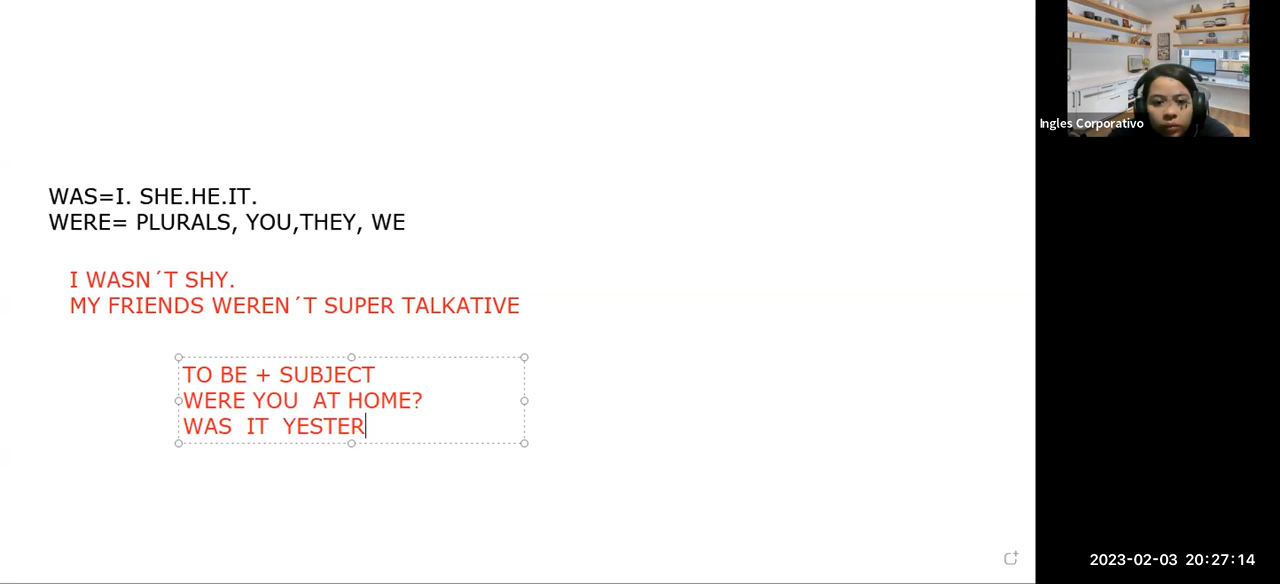 WAS=I. SHE.HE.IT.
WERE= PLURALS, YOU,THEY, WE
I WASN´T SHY.
MY FRIENDS WEREN´T SUPER TALKATIVE
TO BE + SUBJECT
WERE YOU  AT HOME?
WAS  IT  YESTER
Ingles Corporativo
2023-02-03 20:27:14